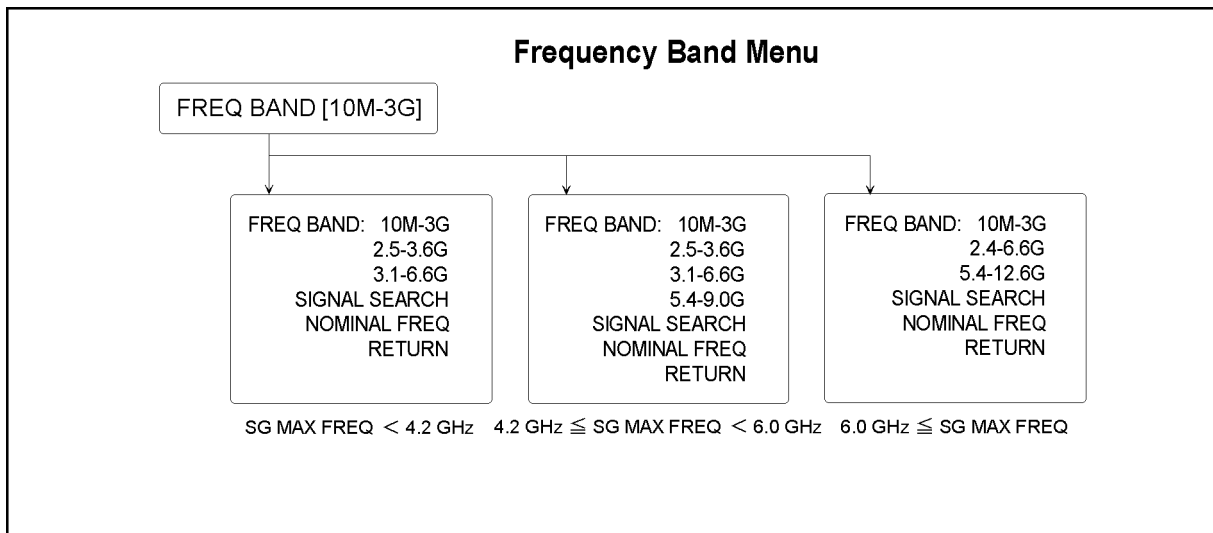 Frequency Band Menu
FREQ BAND [10M-3G]
FREQ BAND: 10M-3G
2.5-3.6G
3.1-6.6G
SIGNAL SEARCH
NOMINAL FREQ
RETURN
FREQ BAND: 10M-3G
2.5-3.6G
3.1-6.6G
5.4-9.0G
SIGNAL SEARCH
NOMINAL FREQ
RETURN
FREQ BAND: 10M-3G
2.4-6.6G
5.4-12.6G
SIGNAL SEARCH
NOMINAL FREQ
RETURN
SG MAX FREQ < 4.2 GHz
4.2 GHz ≦ SG MAX FREQ < 6.0 GHz
6.0 GHz ≦ SG MAX FREQ